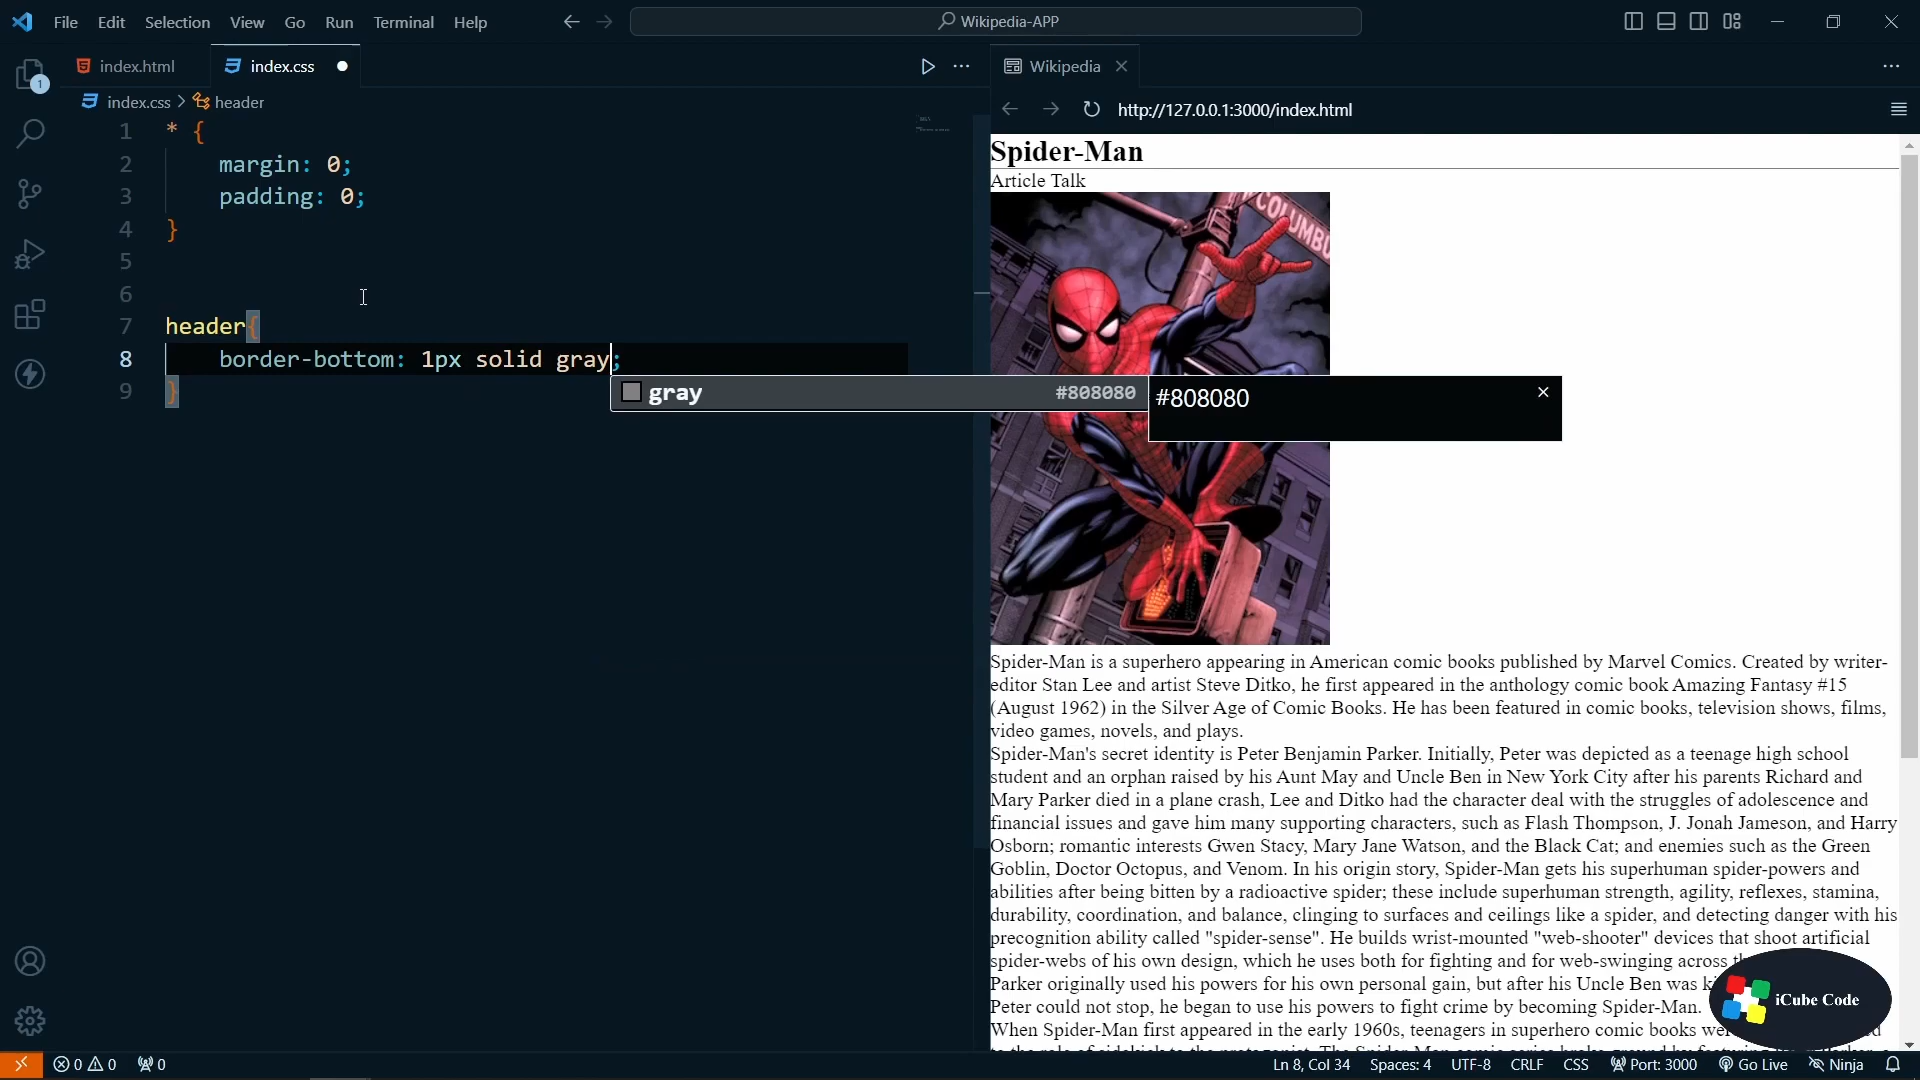 File Edit Selection View Go Run Terminal Help
Wikipedia-APP
index.html index.css
index.css > header
1 * {
2 margin: 0;
3 padding: 0;
4 }
5
6
7 header{
8 border-bottom: 1px solid gray;
9 }
gray #808080
#808080
Wikipedia
http://127.0.0.1:3000/index.html
Spider-Man
Article Talk
COLUMBU
Spider-Man is a superhero appearing in American comic books published by Marvel Comics. Created by writer-
editor Stan Lee and artist Steve Ditko, he first appeared in the anthology comic book Amazing Fantasy #15
(August 1962) in the Silver Age of Comic Books. He has been featured in comic books, television shows, films,
video games, novels, and plays.
Spider-Man's secret identity is Peter Benjamin Parker. Initially, Peter was depicted as a teenage high school
student and an orphan raised by his Aunt May and Uncle Ben in New York City after his parents Richard and
Mary Parker died in a plane crash, Lee and Ditko had the character deal with the struggles of adolescence and
financial issues and gave him many supporting characters, such as Flash Thompson, J. Jonah Jameson, and Harry
Osborn; romantic interests Gwen Stacy, Mary Jane Watson, and the Black Cat; and enemies such as the Green
Goblin, Doctor Octopus, and Venom. In his origin story, Spider-Man gets his superhuman spider-powers and
abilities after being bitten by a radioactive spider; these include superhuman strength, agility, reflexes, stamina,
durability, coordination, and balance, clinging to surfaces and ceilings like a spider, and detecting danger with his
precognition ability called "spider-sense". He builds wrist-mounted "web-shooter" devices that shoot artificial
spider-webs of his own design, which he uses both for fighting and for web-swinging across
Parker originally used his powers for his own personal gain, but after his Uncle Ben was
Peter could not stop, he began to use his powers to fight crime by becoming Spider-Man.
When Spider-Man first appeared in the early 1960s, teenagers in superhero comic books
iCube Code
1
0 0 0
Ln 8, Col 34 Spaces: 4 UTF-8 CRLF CSS Port: 3000 Go Live Ninja